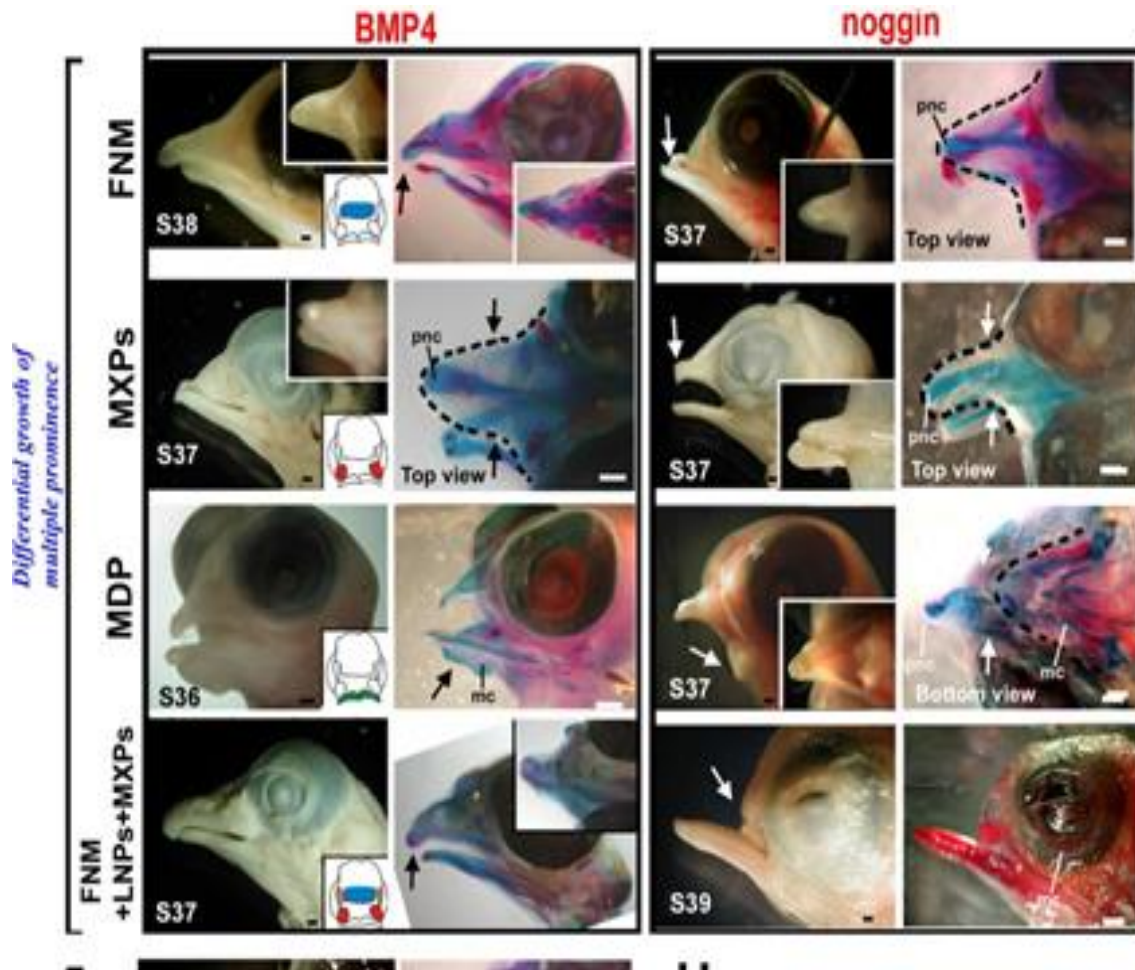 BMP4
noggin
Differential growth of
multiple prominence
FNM
S38
S37
pnc
Top view
MXPs
S37
pnc
Top view
S37
pnc
Top view
MDP
S36
mc
S37
pnc
mc
Bottom view
FNM
+LNPs+MXPs
S37
S39
mc